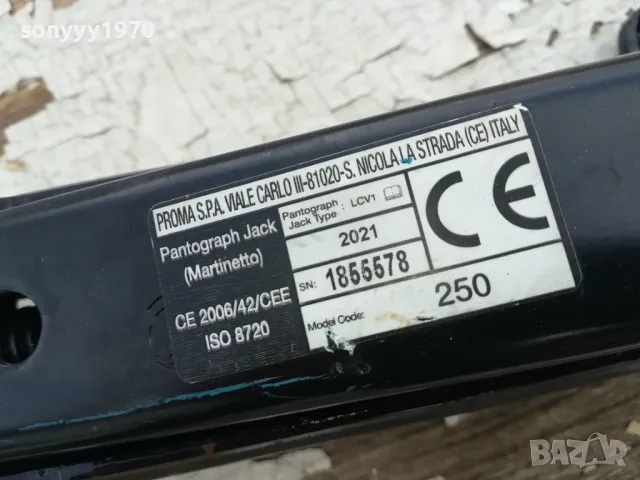 sonyyy1970
PROMA S.P.A. VIALE CARLO III-81020-S. NICOLA LA STRADA (CE) ITALY
Pantograph Jack
(Martinetto)
CE 2006/42/CEE
ISO 8720
Pantograph
Jack Type: LCV1
2021
SN: 1855578
Model Code: 250
CE
BAZAR
bg